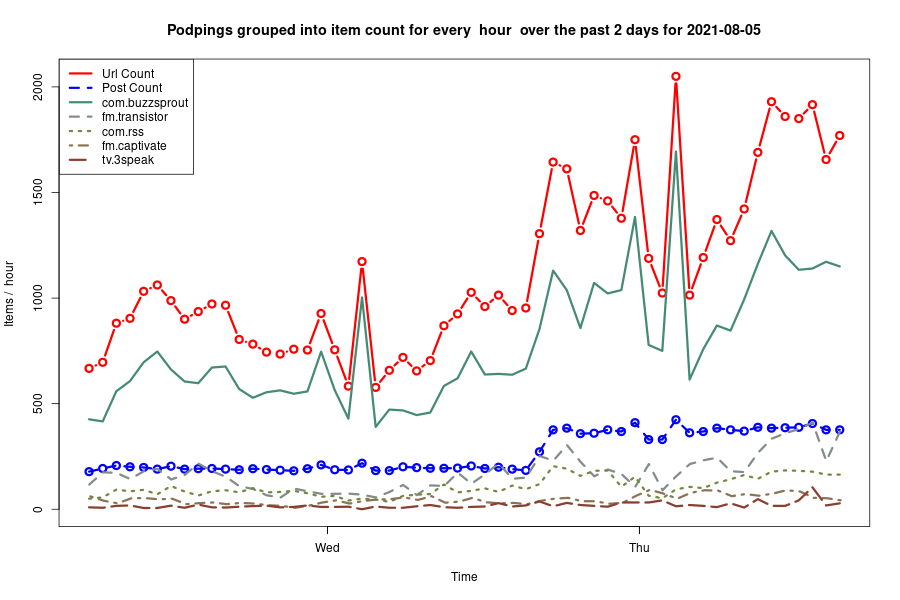 Podpings grouped into item count for every  hour  over the past 2 days for 2021-08-05
Url Count
Post Count
com.buzzsprout
fm.transistor
com.rss
fm.captivate
tv.3speak
Items /  hour
2000
1500
1000
500
0
Wed
Thu
Time